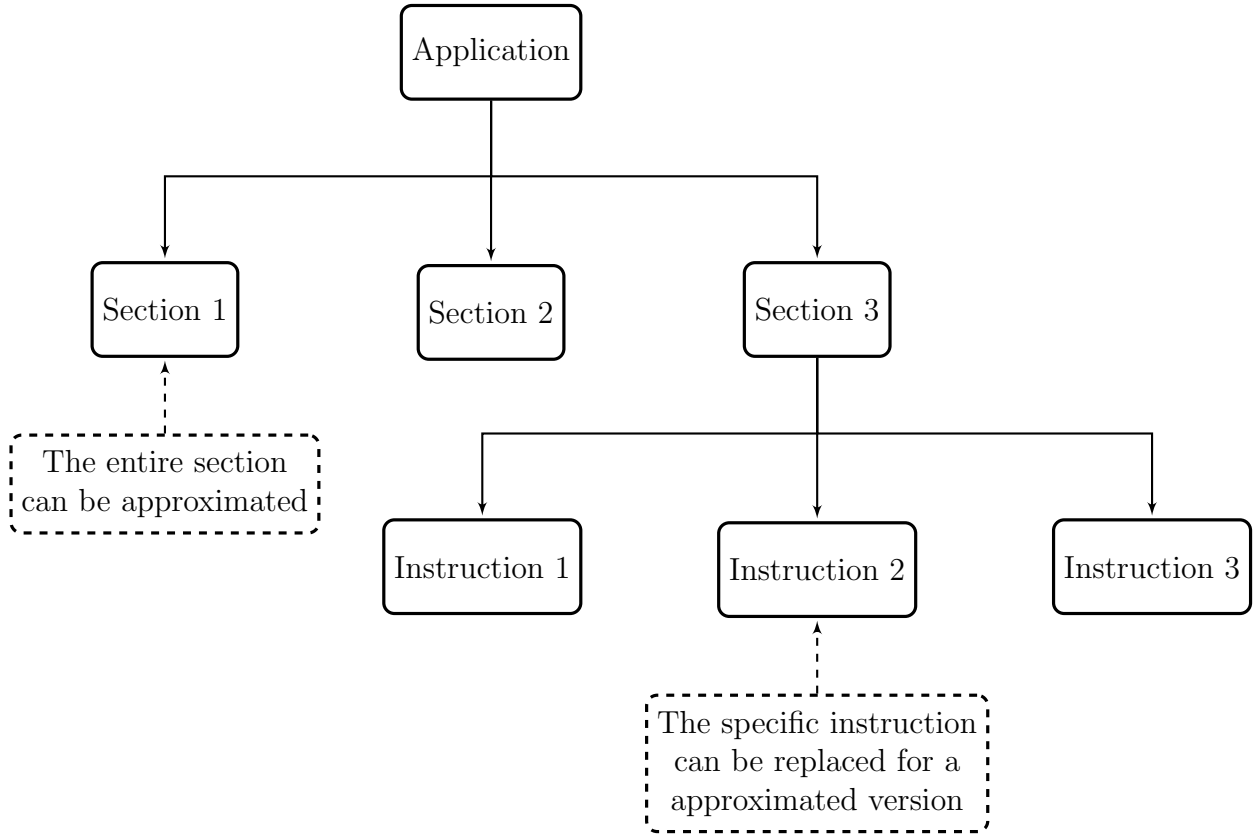 Application
Section 1
Section 2
Section 3
The entire section
can be approximated
Instruction 1
Instruction 2
Instruction 3
The specific instruction
can be replaced for a
approximated version